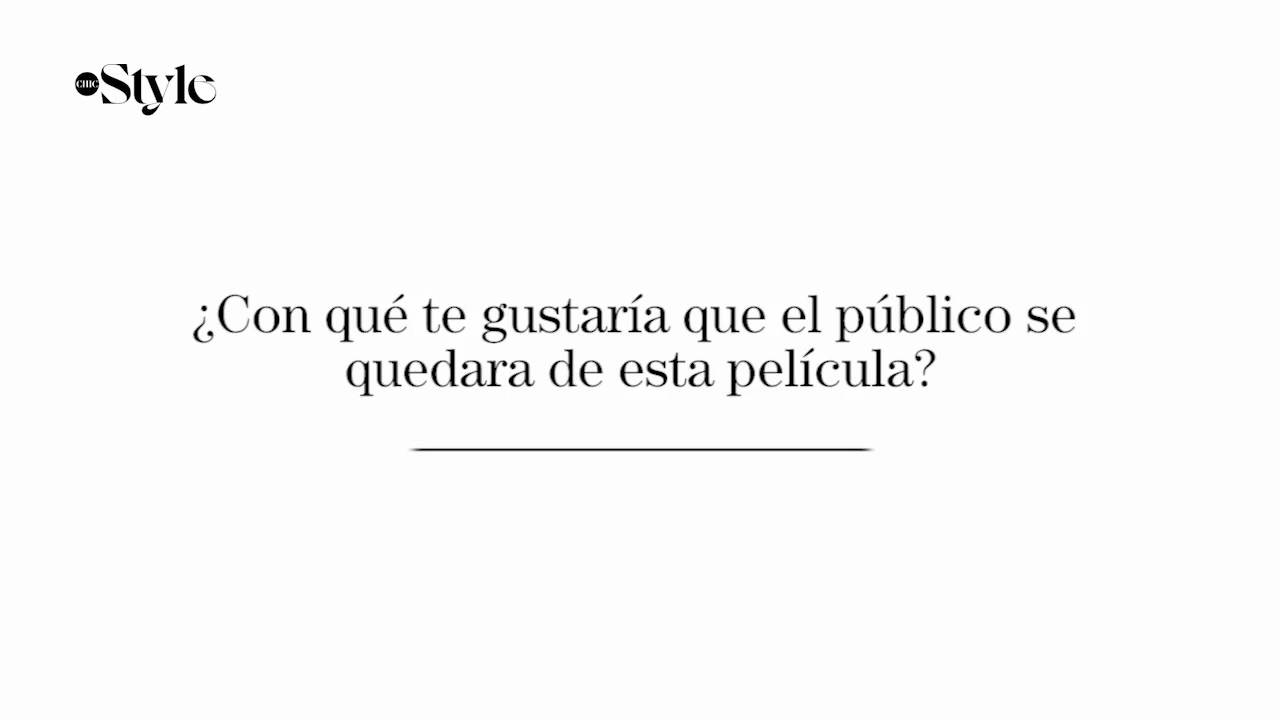 CHIC Style
¿Con qué te gustaría que el público se
quedara de esta película?